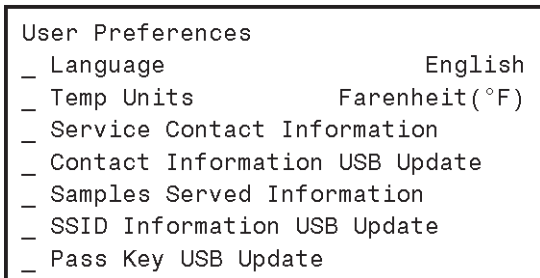 User Preferences
_ Language English
_ Temp Units Farenheit(°F)
_ Service Contact Information
_ Contact Information USB Update
_ Samples Served Information
_ SSID Information USB Update
_ Pass Key USB Update